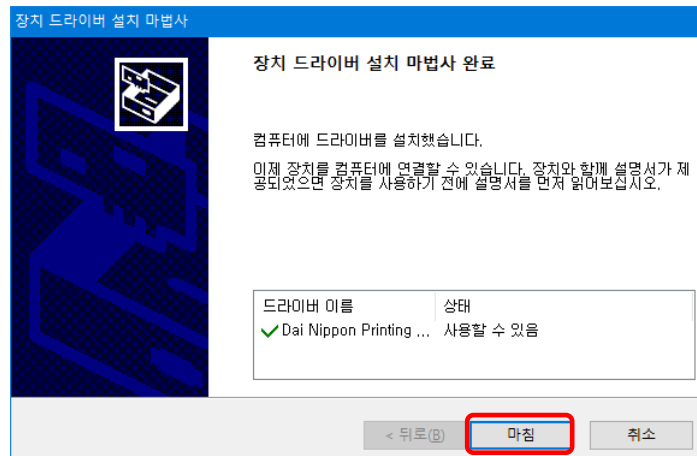 장치 드라이버 설치 마법사
장치 드라이버 설치 마법사 완료
컴퓨터에 드라이버를 설치했습니다.
이제 장치를 컴퓨터에 연결할 수 있습니다. 장치와 함께 설명서가 제
공되었으면 장치를 사용하기 전에 설명서를 먼저 읽어보십시오.
드라이버 이름 상태
Dai Nippon Printing ... 사용할 수 있음
< 뒤로(B) 마침 취소